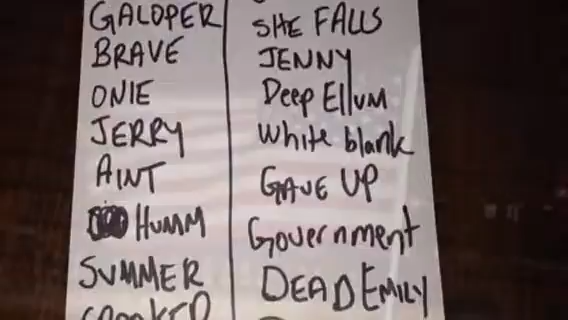 GALOPER
BRAVE
ONIE
JERRY
AINT
HUMM
SUMMER
CROOKED
SHE FALLS
JENNY
Deep Ellum
White blank
GAVE UP
Government
DEAD EMILY